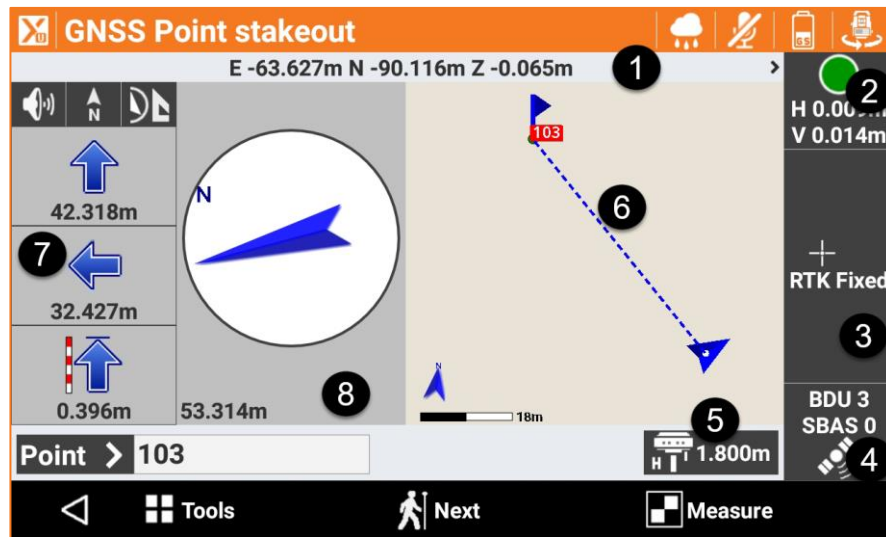 GNSS Point stakeout
GS
E -63.627m N -90.116m Z -0.065m
1
2
H 0.009m
V 0.014m
N
N
103
42.318m
6
7
32.427m
RTK Fixed
3
N
0.396m
53.314m
8
18m
5
BDU 3
SBAS 0
4
Point
103
H
1.800m
Tools
Next
Measure